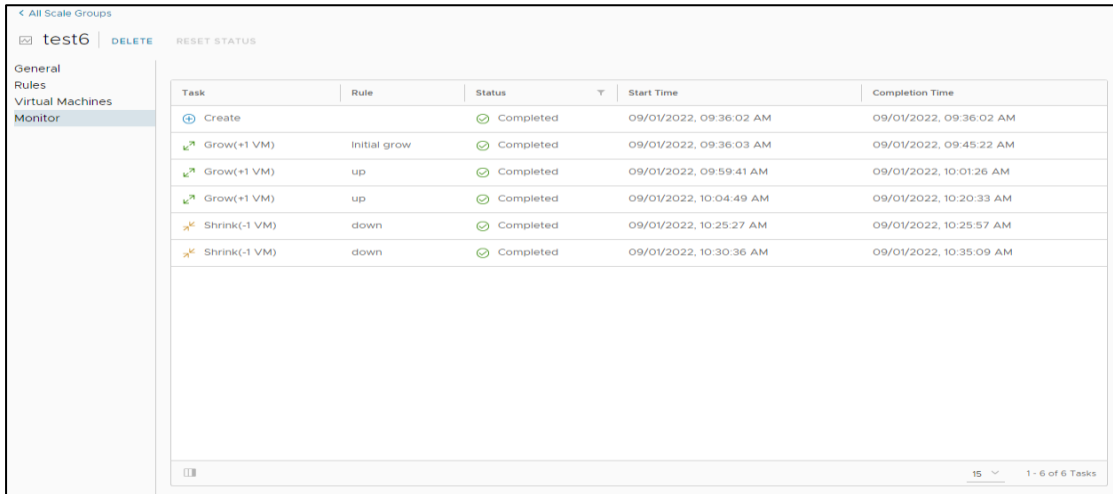 < All Scale Groups
test6 DELETE RESET STATUS
General
Rules
Virtual Machines
Monitor
Task Rule Status Start Time Completion Time
Create Completed 09/01/2022, 09:36:02 AM 09/01/2022, 09:36:02 AM
Grow(+1 VM) Initial grow Completed 09/01/2022, 09:36:03 AM 09/01/2022, 09:45:22 AM
Grow(+1 VM) up Completed 09/01/2022, 09:59:41 AM 09/01/2022, 10:01:26 AM
Grow(+1 VM) up Completed 09/01/2022, 10:04:49 AM 09/01/2022, 10:20:33 AM
Shrink(-1 VM) down Completed 09/01/2022, 10:25:27 AM 09/01/2022, 10:25:57 AM
Shrink(-1 VM) down Completed 09/01/2022, 10:30:36 AM 09/01/2022, 10:35:09 AM
15 1 - 6 of 6 Tasks